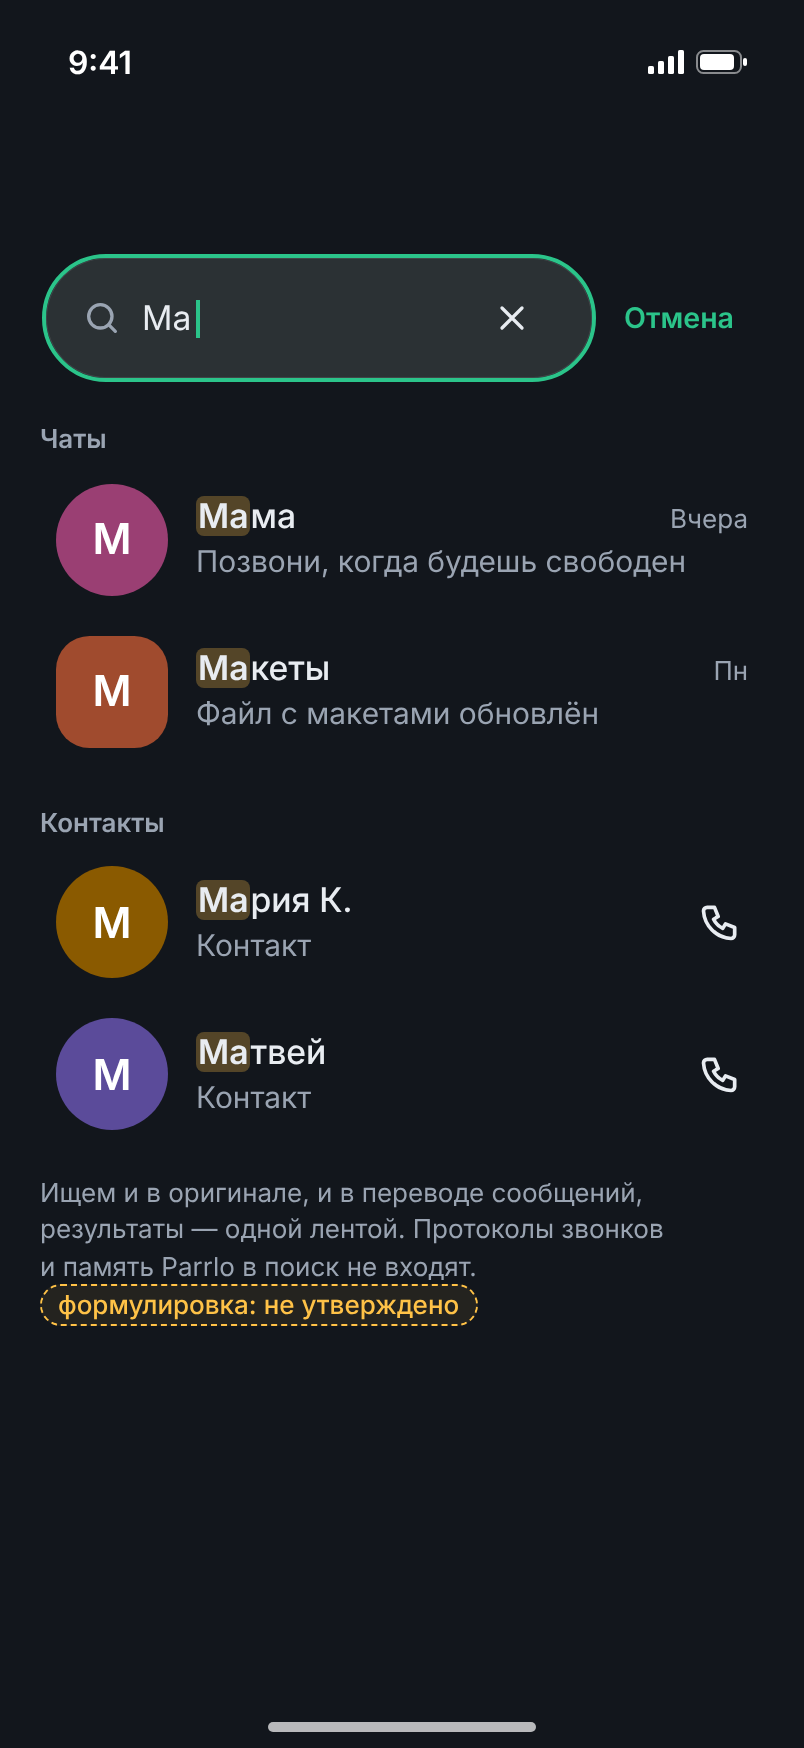 9:41
Ма
Отмена
Чаты
М
Мама
Вчера
Позвони, когда будешь свободен
М
Макеты
Пн
Файл с макетами обновлён
Контакты
М
Мария К.
Контакт
М
Матвей
Контакт
Ищем и в оригинале, и в переводе сообщений,
результаты — одной лентой. Протоколы звонков
и память Parrlo в поиск не входят.
формулировка: не утверждено